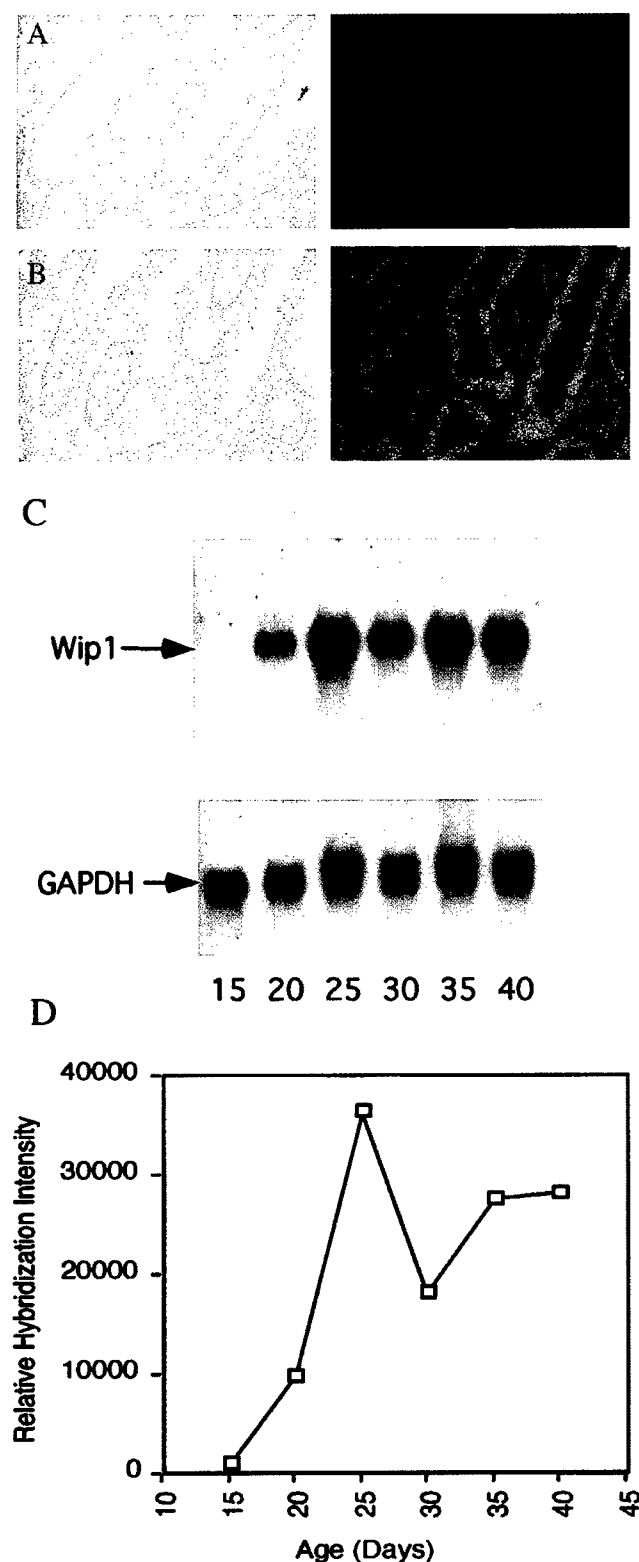 A
B
C
Wip1
GAPDH
15 20 25 30 35 40
D
40000
30000
20000
10000
0
Relative Hybridization Intensity
10 15 20 25 30 35 40 45
Age (Days)